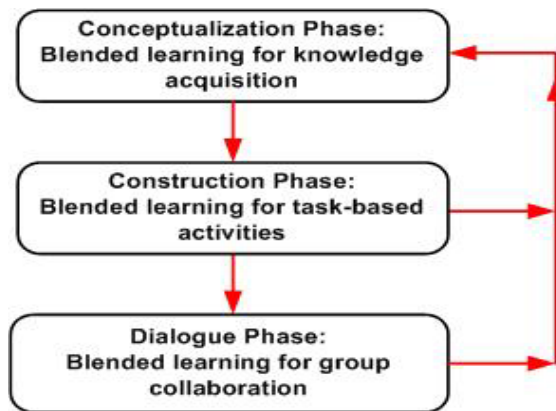 Conceptualization Phase:
Blended learning for knowledge
acquisition
Construction Phase:
Blended learning for task-based
activities
Dialogue Phase:
Blended learning for group
collaboration